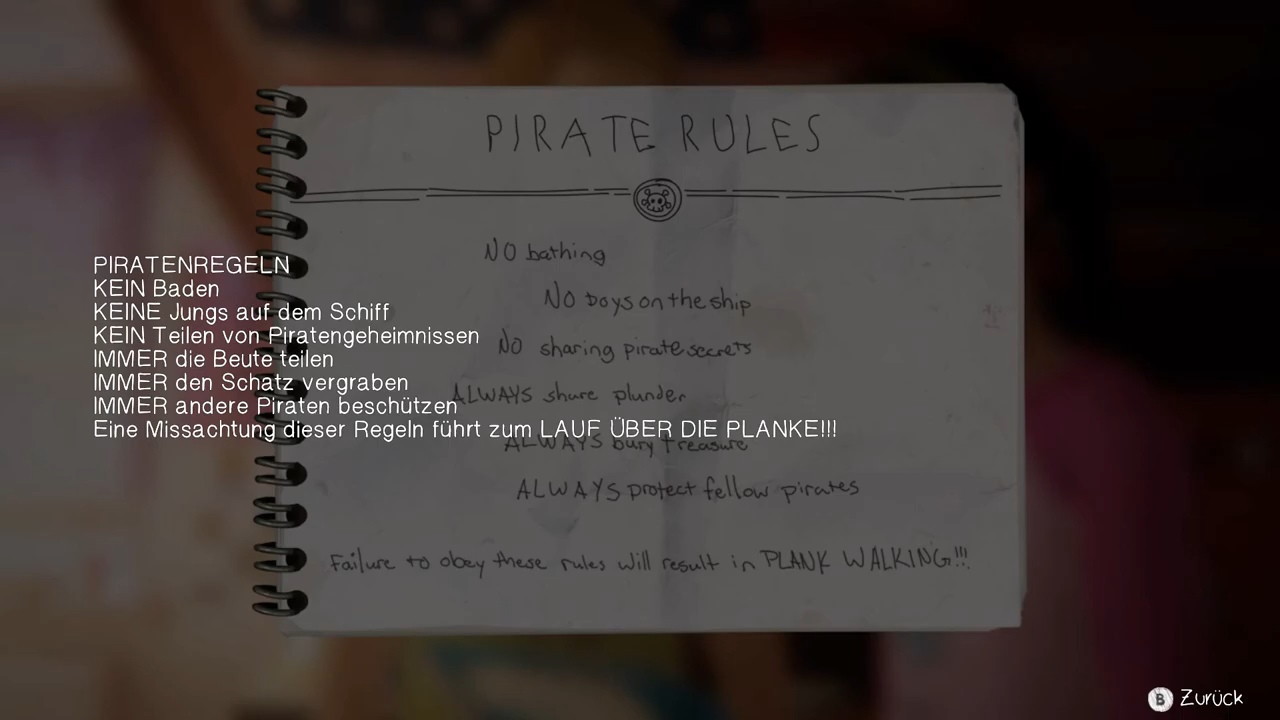 PIRATE RULES
NO bathing
NO boys on the ship
NO sharing pirate secrets
ALWAYS share plunder
ALWAYS bury treasure
ALWAYS protect fellow pirates
Failure to obey these rules will result in PLANK WALKING!!!
PIRATENREGELN
KEIN Baden
KEINE Jungs auf dem Schiff
KEIN Teilen von Piratengeheimnissen
IMMER die Beute teilen
IMMER den Schatz vergraben
IMMER andere Piraten beschützen
Eine Missachtung dieser Regeln führt zum LAUF ÜBER DIE PLANKE!!!
B Zurück